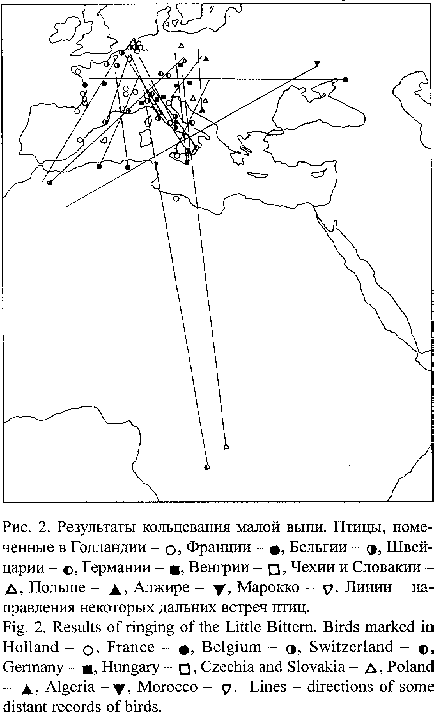 Рис. 2. Результаты кольцевания малой выпи. Птицы, поме-
ченные в Голландии – ○, Франции – ●, Бельгии – ◑, Швей-
царии – ◐, Германии – ■, Венгрии – □, Чехии и Словакии –
△, Польше – ▲, Алжире – ▼, Марокко – ▽. Линии – на-
правления некоторых дальних встреч птиц.
Fig. 2. Results of ringing of the Little Bittern. Birds marked in
Holland – ○, France – ●, Belgium – ◑, Switzerland – ◐,
Germany – ■, Hungary – □, Czechia and Slovakia – △, Poland
– ▲, Algeria – ▼, Morocco – ▽. Lines – directions of some
distant records of birds.